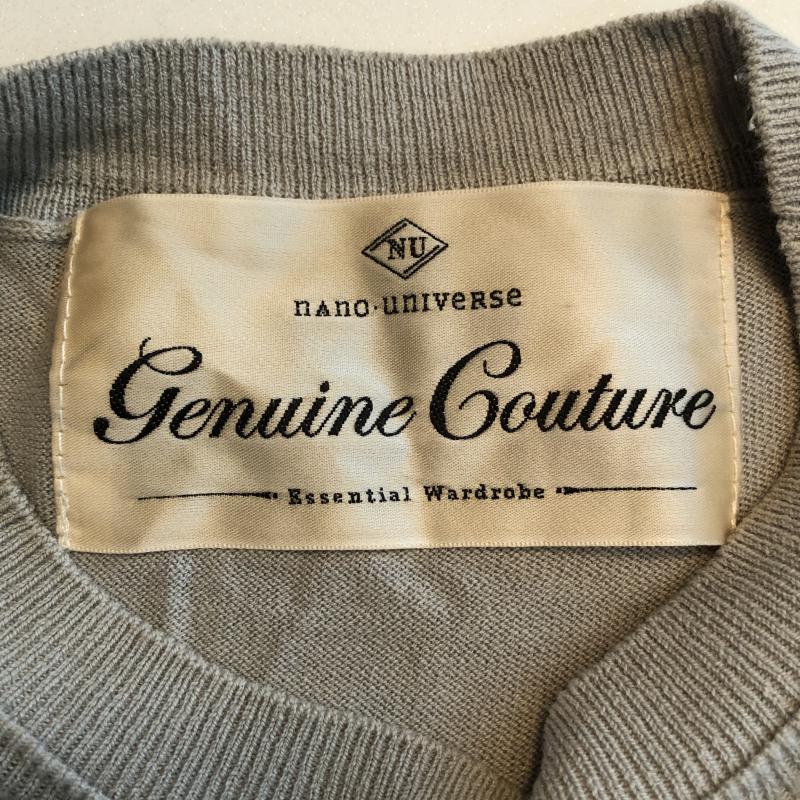 NU
nano·universe
Genuine Couture
Essential Wardrobe